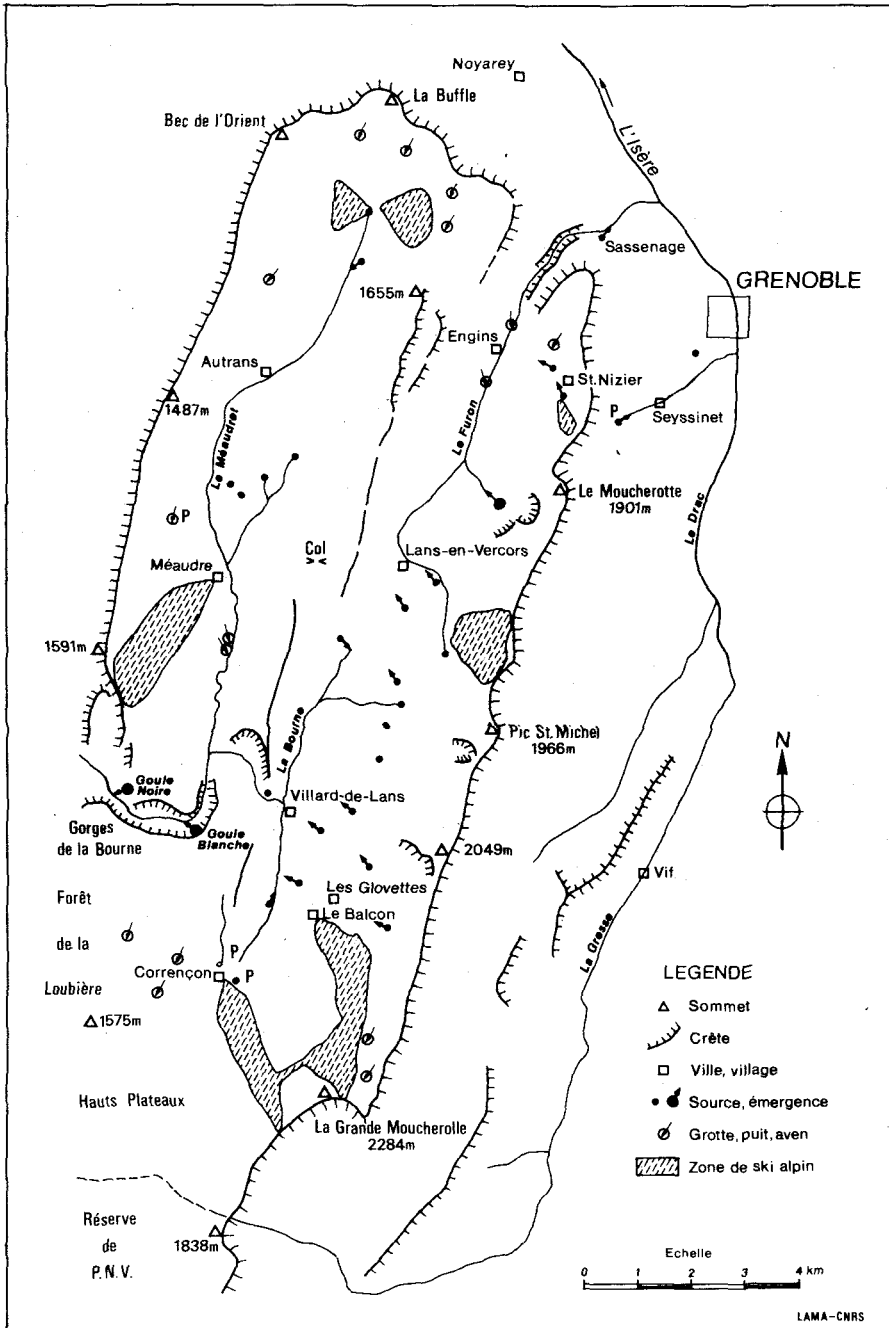 Noyarey
La Buffle
Bec de l'Orient
L'Isère
Sassenage
GRENOBLE
1655m
Engins
Autrans
St.Nizier
Seyssinet
P
1487m
Le Méaudret
Le Furon
Le Moucherotte
1901m
Le Drac
P
Col
Lans-en-Vercors
Méaudre
1591m
La Bourne
Pic St.Michel
1966m
N
Goule
Noire
Villard-de-Lans
Gorges
de la Bourne
Goule
Blanche
2049m
Vif
Forêt
de la
Loubière
Les Glovettes
Le Balcon
P
Corrençon
P
La Gresse
1575m
Hauts Plateaux
La Grande Moucherolle
2284m
Réserve
de
P.N.V.
1838m
LEGENDE
Sommet
Crête
Ville, village
Source, émergence
Grotte, puit, aven
Zone de ski alpin
Echelle
0 1 2 3 4 km
LAMA-CNRS